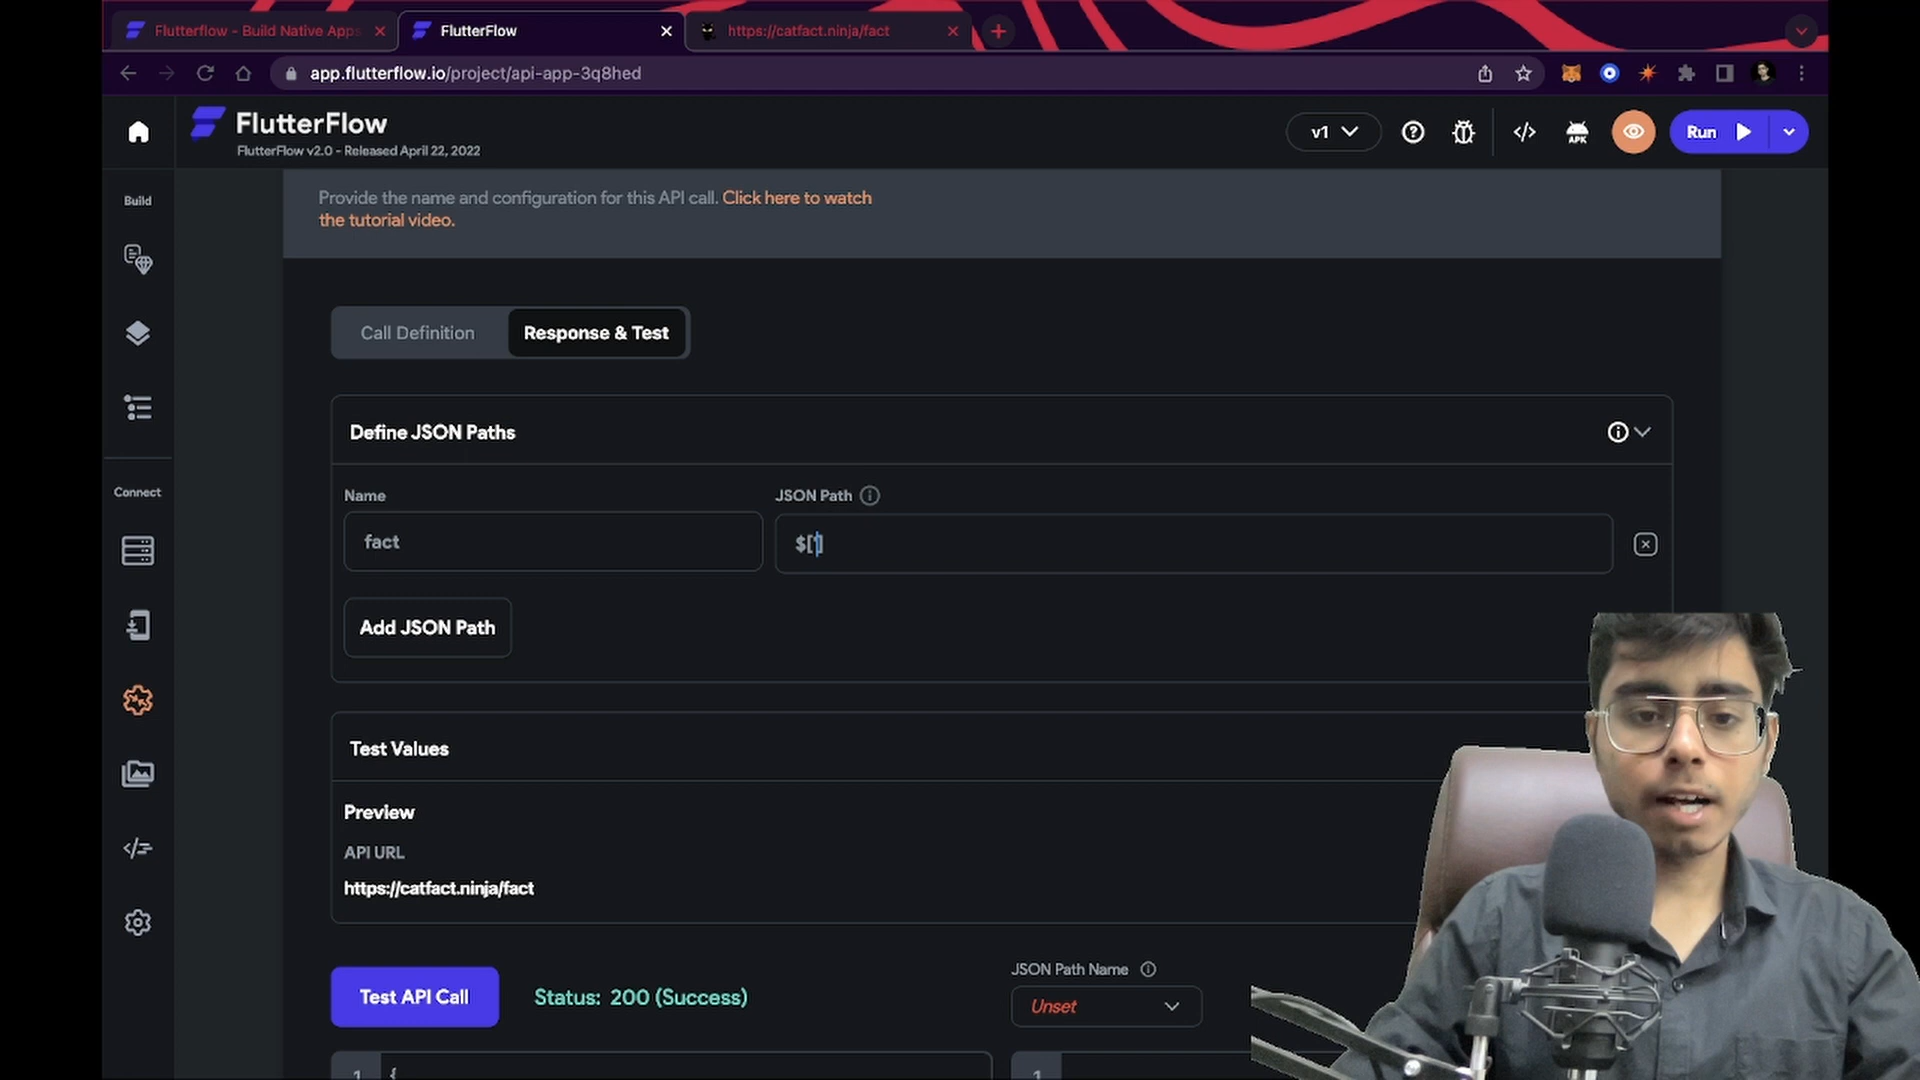 Flutterflow - Build Native Apps
FlutterFlow
https://catfact.ninja/fact
app.flutterflow.io/project/api-app-3q8hed
FlutterFlow
FlutterFlow v2.0 - Released April 22, 2022
v1
APK
Run
Build
Provide the name and configuration for this API call. Click here to watch
the tutorial video.
Call Definition
Response & Test
Define JSON Paths
Connect
Name
JSON Path
fact
Add JSON Path
Test Values
Preview
API URL
https://catfact.ninja/fact
JSON Path Name
Test API Call
Status: 200 (Success)
Unset
1
{
1